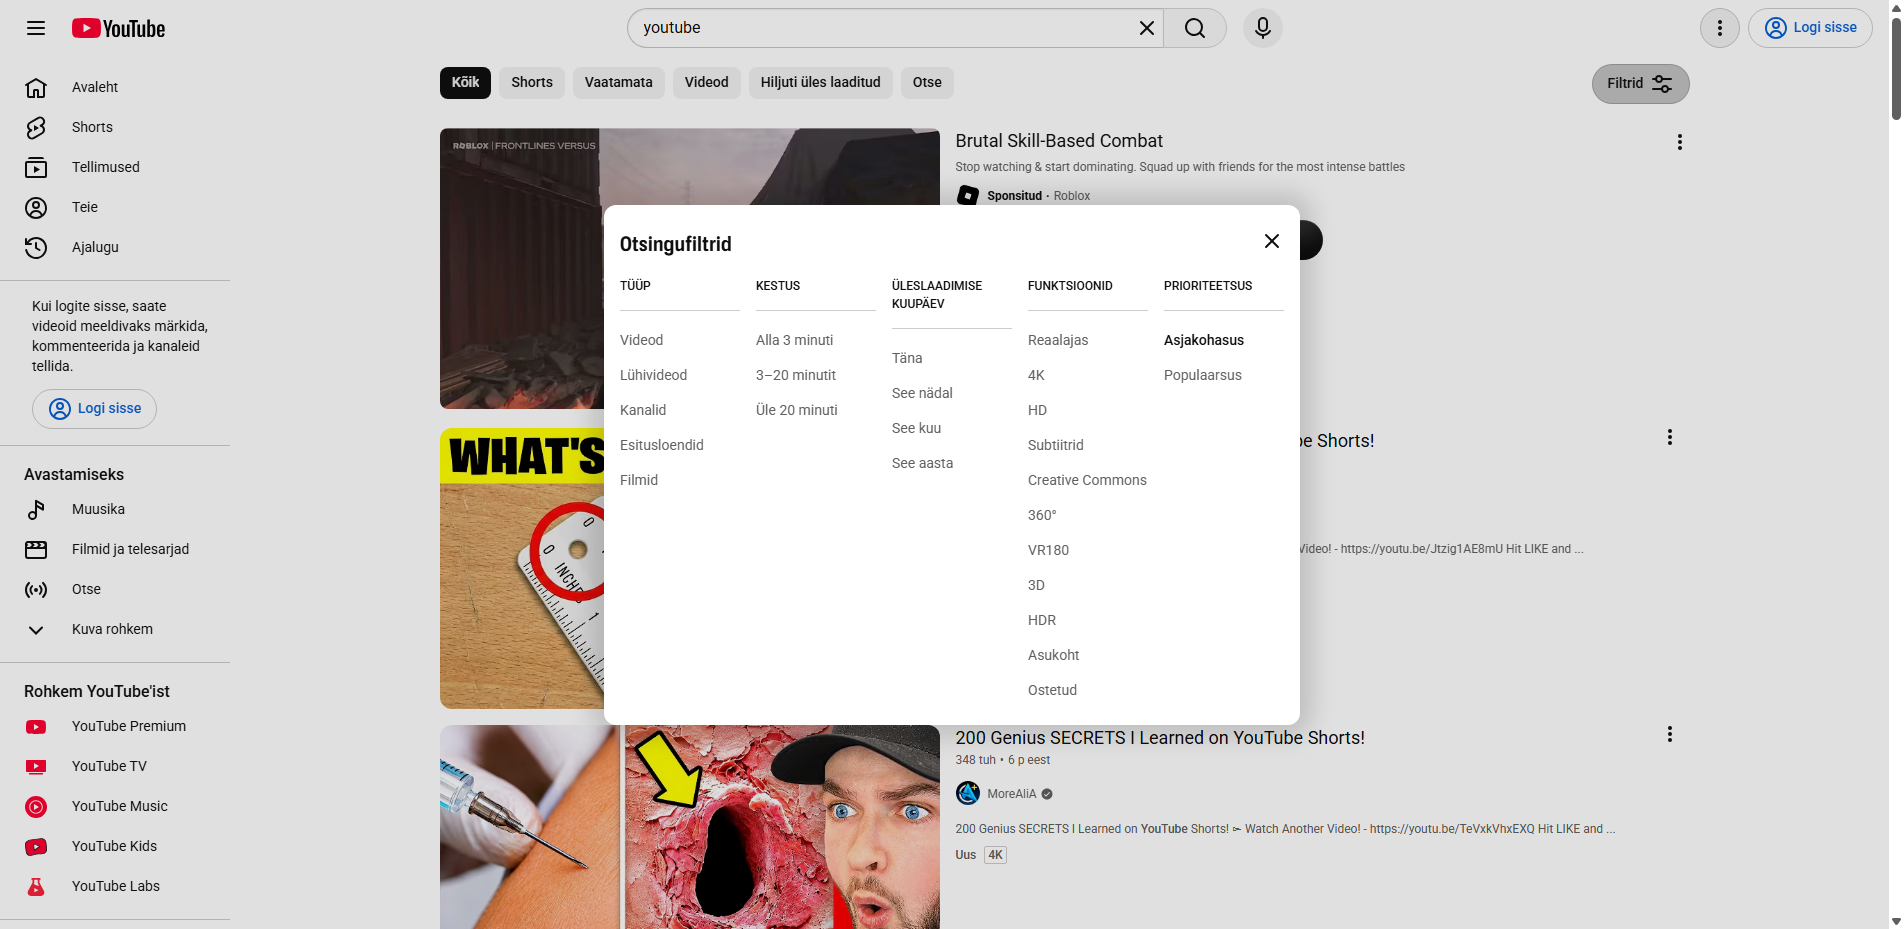 YouTube
youtube
Logi sisse
Avaleht
Shorts
Tellimused
Teie
Ajalugu
Kui logite sisse, saate
videoid meeldivaks märkida,
kommenteerida ja kanaleid
tellida.
Logi sisse
Avastamiseks
Muusika
Filmid ja telesarjad
Otse
Kuva rohkem
Rohkem YouTube'ist
YouTube Premium
YouTube TV
YouTube Music
YouTube Kids
YouTube Labs
Kõik
Shorts
Vaatamata
Videod
Hiljuti üles laaditud
Otse
Filtrid
ROBLOX | FRONTLINES VERSUS
Brutal Skill-Based Combat
Stop watching & start dominating. Squad up with friends for the most intense battles
Sponsitud · Roblox
Otsingufiltrid
TÜÜP
Videod
Lühivideod
Kanalid
Esitusloendid
Filmid
KESTUS
Alla 3 minuti
3–20 minutit
Üle 20 minuti
ÜLESLAADIMISE
KUUPÄEV
Täna
See nädal
See kuu
See aasta
FUNKTSIOONID
Reaalajas
4K
HD
Subtiitrid
Creative Commons
360°
VR180
3D
HDR
Asukoht
Ostetud
PRIORITEETSUS
Asjakohasus
Populaarsus
WHAT'S
0
0
INCHE
1
Shorts!
Video! - https://youtu.be/Jtzig1AE8mU Hit LIKE and ...
200 Genius SECRETS I Learned on YouTube Shorts!
348 tuh • 6 p eest
MoreAliA
200 Genius SECRETS I Learned on YouTube Shorts! ➳ Watch Another Video! - https://youtu.be/TeVxkVhxEXQ Hit LIKE and ...
Uus 4K